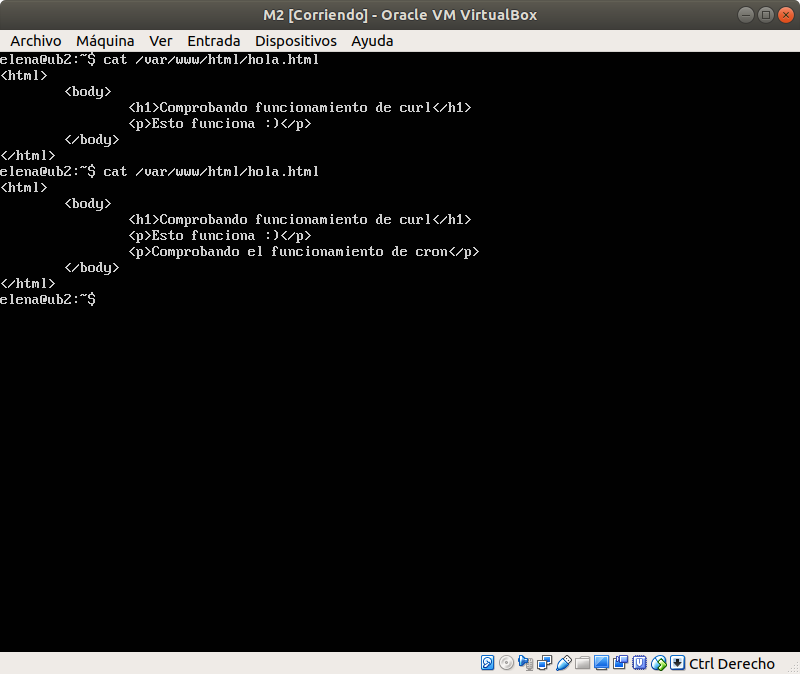 M2 [Corriendo] - Oracle VM VirtualBox
Archivo Máquina Ver Entrada Dispositivos Ayuda
elena@ub2:~$ cat /var/www/html/hola.html
<html>
        <body>
                <h1>Comprobando funcionamiento de curl</h1>
                <p>Esto funciona :)</p>
        </body>
</html>
elena@ub2:~$ cat /var/www/html/hola.html
<html>
        <body>
                <h1>Comprobando funcionamiento de curl</h1>
                <p>Esto funciona :)</p>
                <p>Comprobando el funcionamiento de cron</p>
        </body>
</html>
elena@ub2:~$
Ctrl Derecho